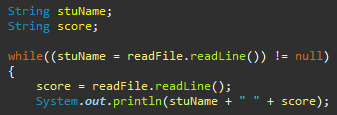 String stuName;
String score;
while((stuName = readFile.readLine()) != null)
{
score = readFile.readLine();
System.out.println(stuName + " " + score);